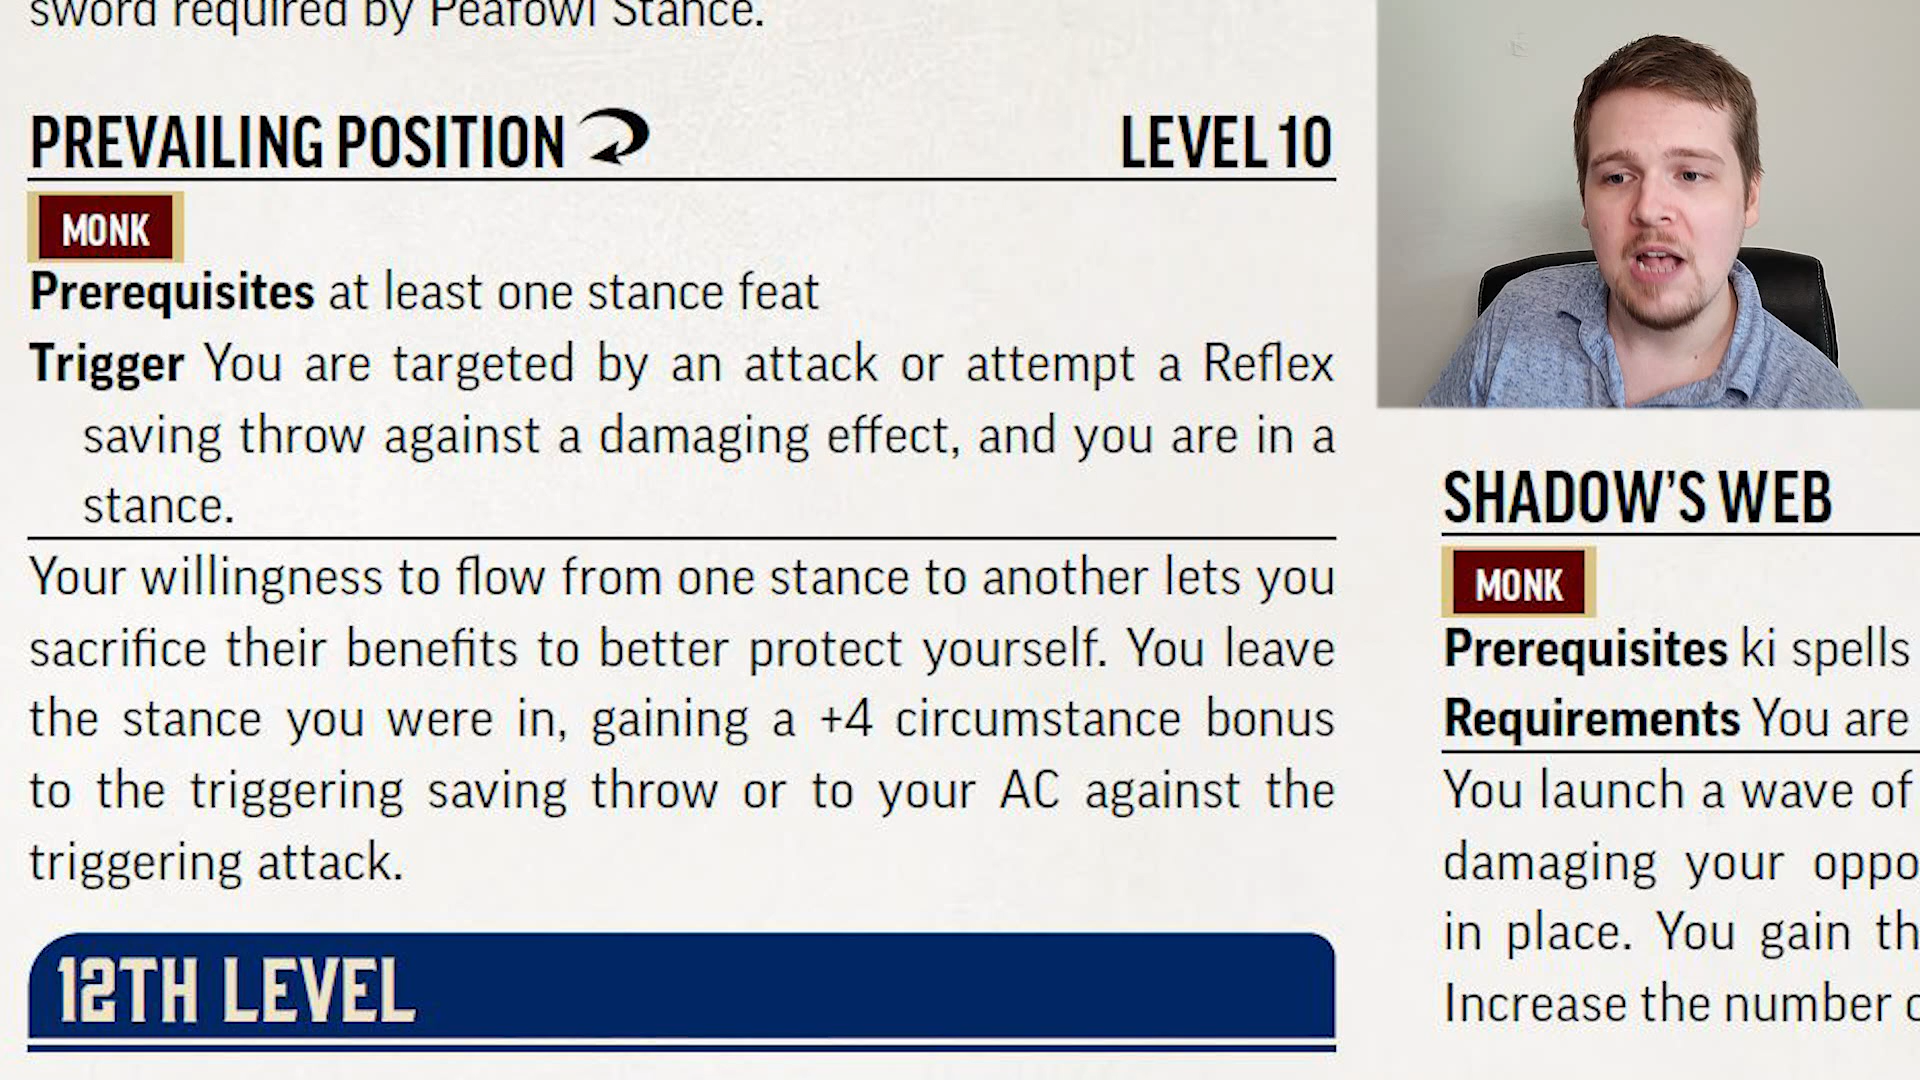 sword required by Peafowl Stance.
PREVAILING POSITION LEVEL 10
MONK
Prerequisites at least one stance feat
Trigger You are targeted by an attack or attempt a Reflex
saving throw against a damaging effect, and you are in a
stance.
Your willingness to flow from one stance to another lets you
sacrifice their benefits to better protect yourself. You leave
the stance you were in, gaining a +4 circumstance bonus
to the triggering saving throw or to your AC against the
triggering attack.
12TH LEVEL
SHADOW'S WEB
MONK
Prerequisites ki spells
Requirements You are
You launch a wave of
damaging your oppo
in place. You gain th
Increase the number